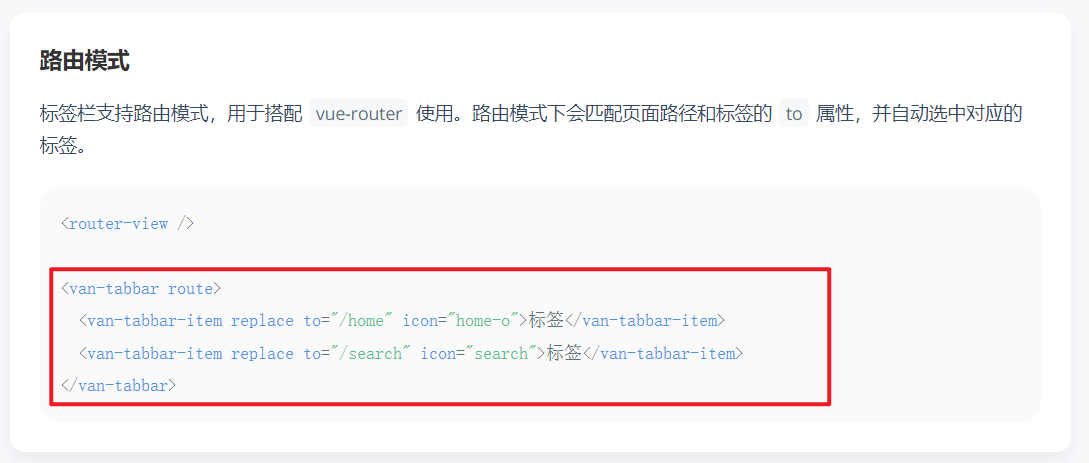 路由模式
标签栏支持路由模式，用于搭配 vue-router 使用。路由模式下会匹配页面路径和标签的 to 属性，并自动选中对应的
标签。
<router-view />
<van-tabbar route>
<van-tabbar-item replace to="/home" icon="home-o">标签</van-tabbar-item>
<van-tabbar-item replace to="/search" icon="search">标签</van-tabbar-item>
</van-tabbar>